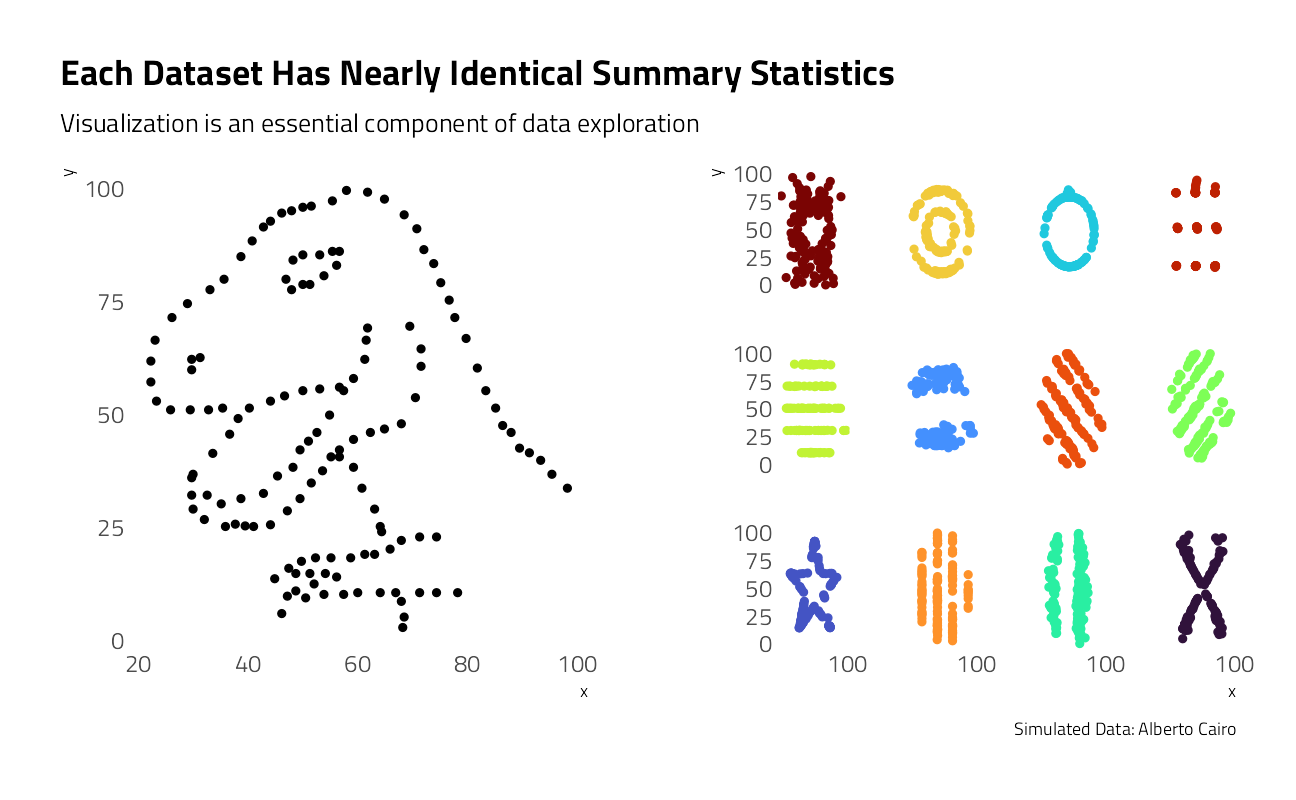 Each Dataset Has Nearly Identical Summary Statistics
Visualization is an essential component of data exploration
y
100
75
50
25
0
20 40 60 80 100
x
y
100
75
50
25
0
100
75
50
25
0
100
75
50
25
0
100 100 100 100
x
Simulated Data: Alberto Cairo